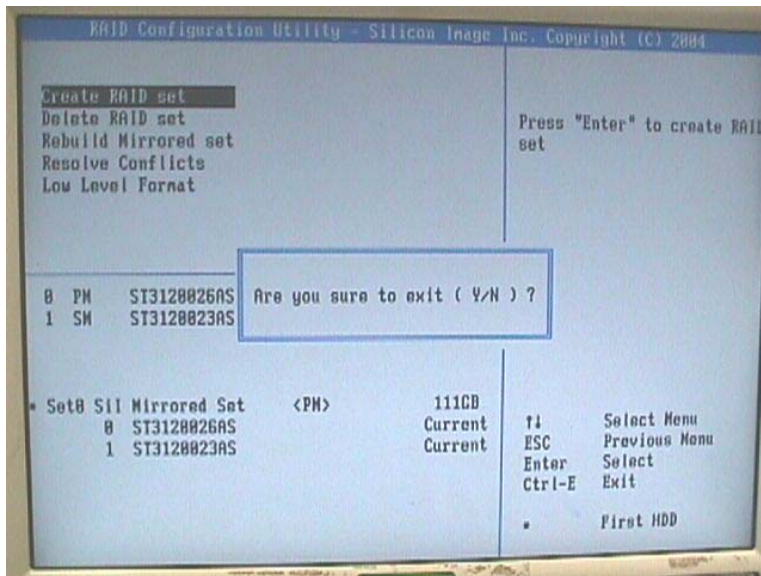 RAID Configuration Utility - Silicon Image Inc. Copyright (C) 2004
Create RAID set
Delete RAID set
Rebuild Mirrored set
Resolve Conflicts
Low Level Format
Press "Enter" to create RAID
set
0 PM ST3120026AS
1 SM ST3120023AS
Are you sure to exit ( Y/N ) ?
* Set0 SiI Mirrored Set <PM> 111GB
0 ST3120026AS Current
1 ST3120023AS Current
↑↓ Select Menu
ESC Previous Menu
Enter Select
Ctrl-E Exit
* First HDD